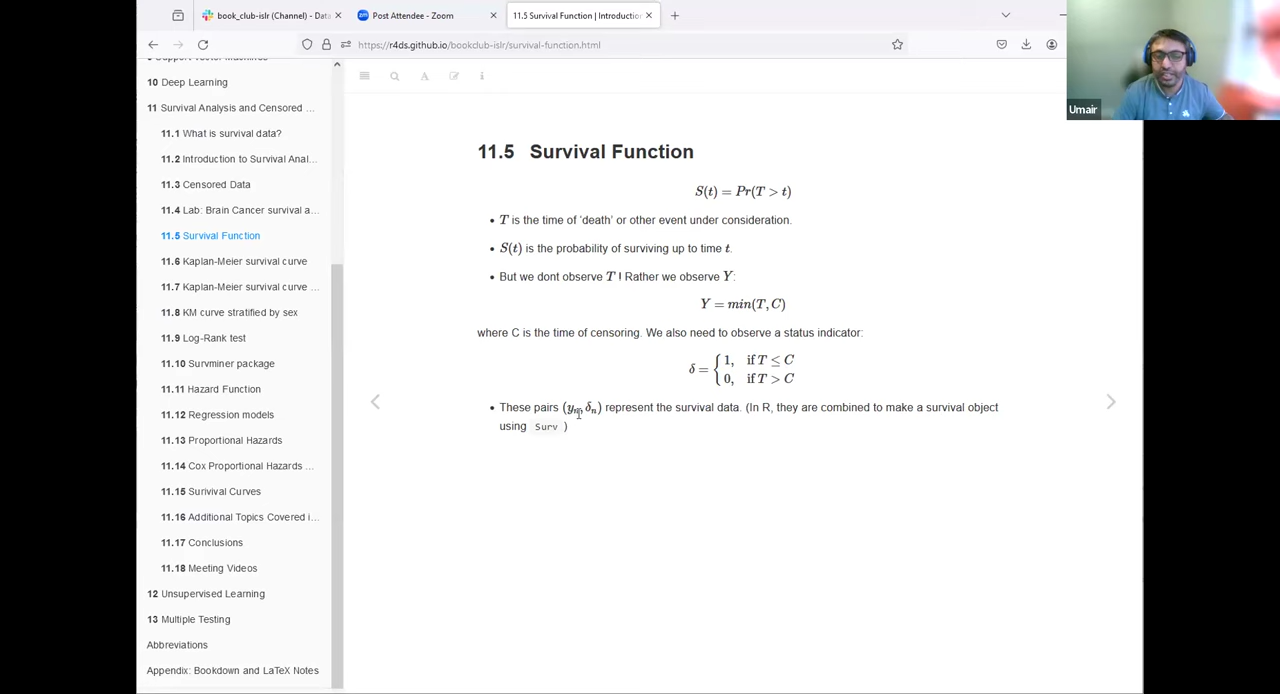 book_club-islr (Channel) - Dat
Post Attendee - Zoom
11.5 Survival Function | Introduction
https://r4ds.github.io/bookclub-islr/survival-function.html
Umair
9 Support Vector Machines
10 Deep Learning
11 Survival Analysis and Censored ...
11.1 What is survival data?
11.2 Introduction to Survival Anal...
11.3 Censored Data
11.4 Lab: Brain Cancer survival a...
11.5 Survival Function
11.6 Kaplan-Meier survival curve
11.7 Kaplan-Meier survival curve ...
11.8 KM curve stratified by sex
11.9 Log-Rank test
11.10 Survminer package
11.11 Hazard Function
11.12 Regression models
11.13 Proportional Hazards
11.14 Cox Proportional Hazards ...
11.15 Surivival Curves
11.16 Additional Topics Covered i...
11.17 Conclusions
11.18 Meeting Videos
12 Unsupervised Learning
13 Multiple Testing
Abbreviations
Appendix: Bookdown and LaTeX Notes
11.5 Survival Function
S(t) = Pr(T > t)
• T is the time of 'death' or other event under consideration.
• S(t) is the probability of surviving up to time t.
• But we dont observe T ! Rather we observe Y:
Y = min(T, C)
where C is the time of censoring. We also need to observe a status indicator:
δ = { 1, if T ≤ C
0, if T > C
• These pairs (yₙ, δₙ) represent the survival data. (In R, they are combined to make a survival object
using Surv )